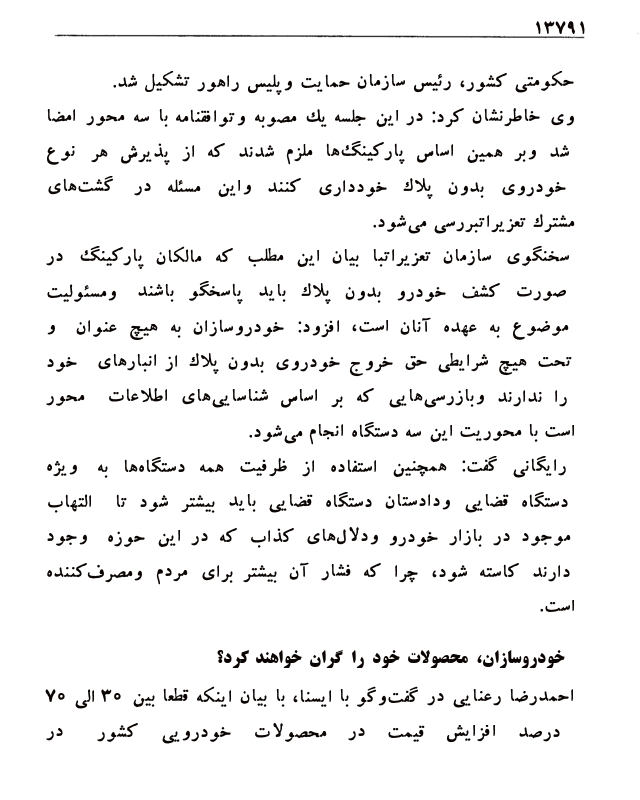 ۱۳۷۹۱
حکومتی کشور، رئیس سازمان حمایت وپلیس راهور تشکیل شد.
وی خاطرنشان کرد: در این جلسه یك مصوبه وتوافقنامه با سه محور امضا
شد وبر همین اساس پارکینگ‌ها ملزم شدند که از پذیرش هر نوع
خودروی بدون پلاك خودداری کنند واین مسئله در گشت‌های
مشترك تعزیراتبررسی می‌شود.
سخنگوی سازمان تعزیراتبا بیان این مطلب که مالکان پارکینگ در
صورت کشف خودرو بدون پلاك باید پاسخگو باشند ومسئولیت
موضوع به عهده آنان است، افزود: خودروسازان به هیچ عنوان و
تحت هیچ شرایطی حق خروج خودروی بدون پلاك از انبارهای خود
را ندارند وبازرسی‌هایی که بر اساس شناسایی‌های اطلاعات محور
است با محوریت این سه دستگاه انجام می‌شود.
رایگانی گفت: همچنین استفاده از ظرفیت همه دستگاه‌ها به ویژه
دستگاه قضایی ودادستان دستگاه قضایی باید بیشتر شود تا التهاب
موجود در بازار خودرو ودلال‌های کذاب که در این حوزه وجود
دارند کاسته شود، چرا که فشار آن بیشتر برای مردم ومصرف‌کننده
است.
خودروسازان، محصولات خود را گران خواهند کرد؟
احمدرضا رعنایی در گفت‌وگو با ایسنا، با بیان اینکه قطعا بین ۳۰ الی ۷۰
درصد افزایش قیمت در محصولات خودرویی کشور در